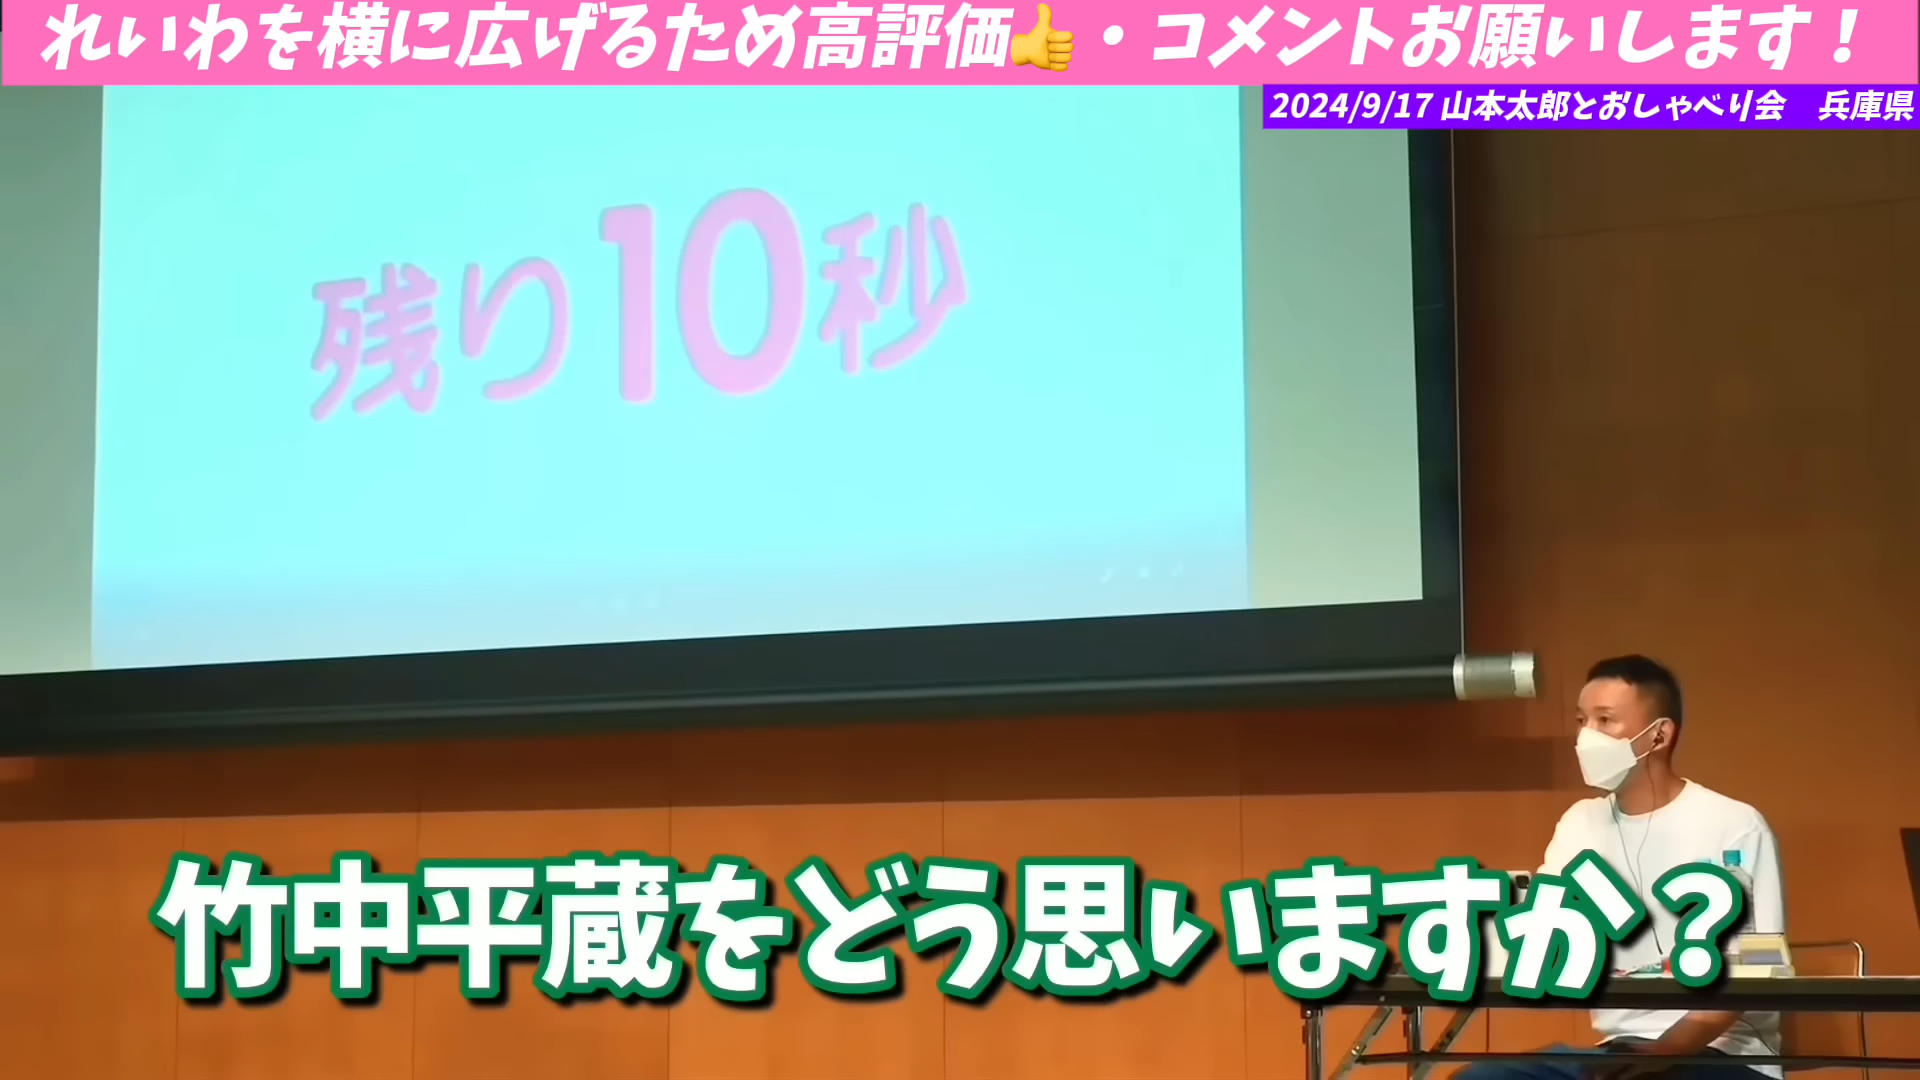 れいわを横に広げるため高評価👍・コメントお願いします！
2024/9/17 山本太郎とおしゃべり会　兵庫県
残り10秒
竹中平蔵をどう思いますか？